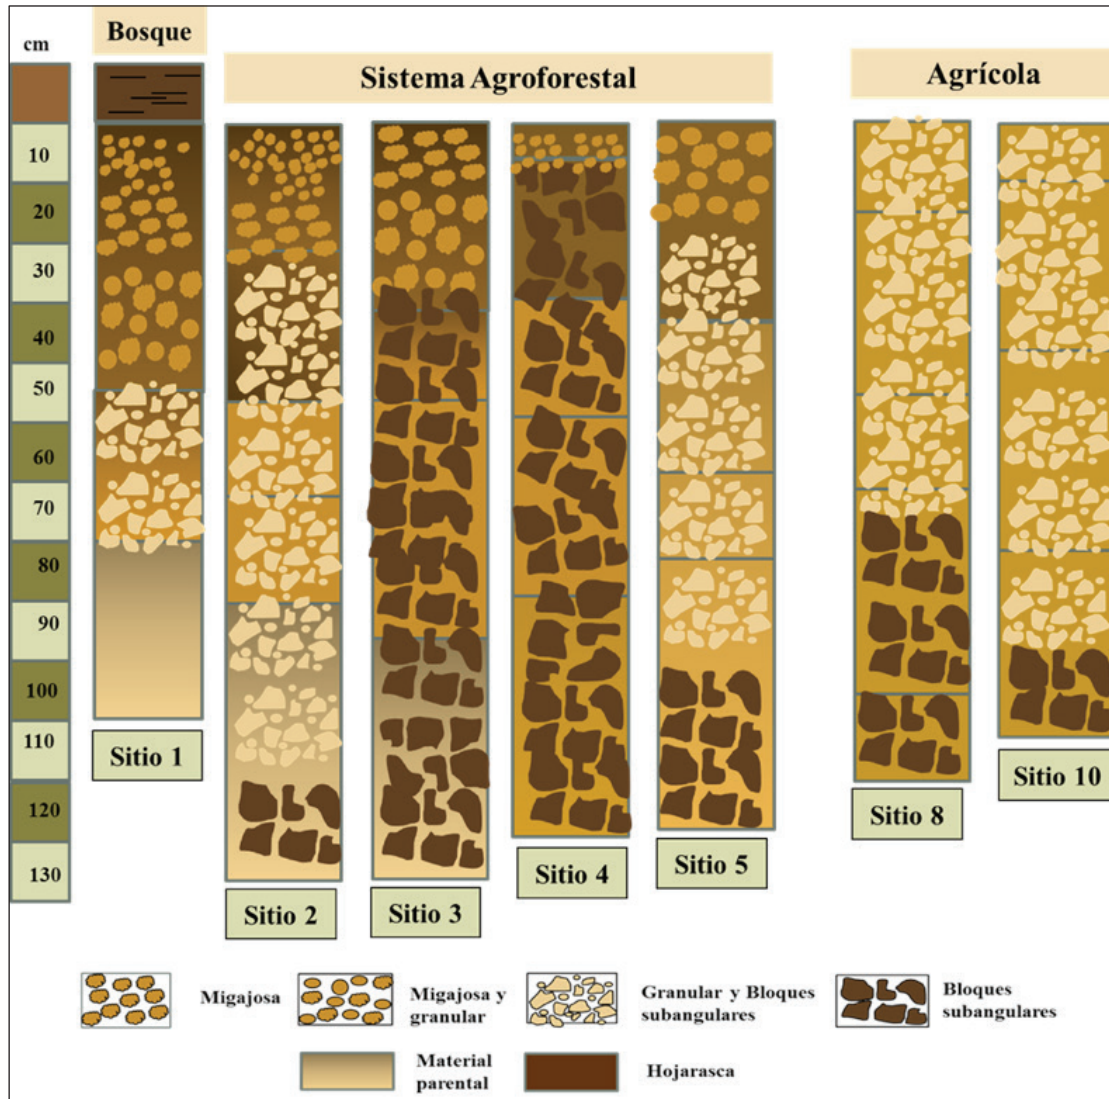 Bosque
cm
Sistema Agroforestal
Agrícola
10
20
30
40
50
60
70
80
90
100
110
120
130
Sitio 1
Sitio 2
Sitio 3
Sitio 4
Sitio 5
Sitio 8
Sitio 10
Migajosa
Migajosa y
granular
Granular y Bloques
subangulares
Bloques
subangulares
Material
parental
Hojarasca